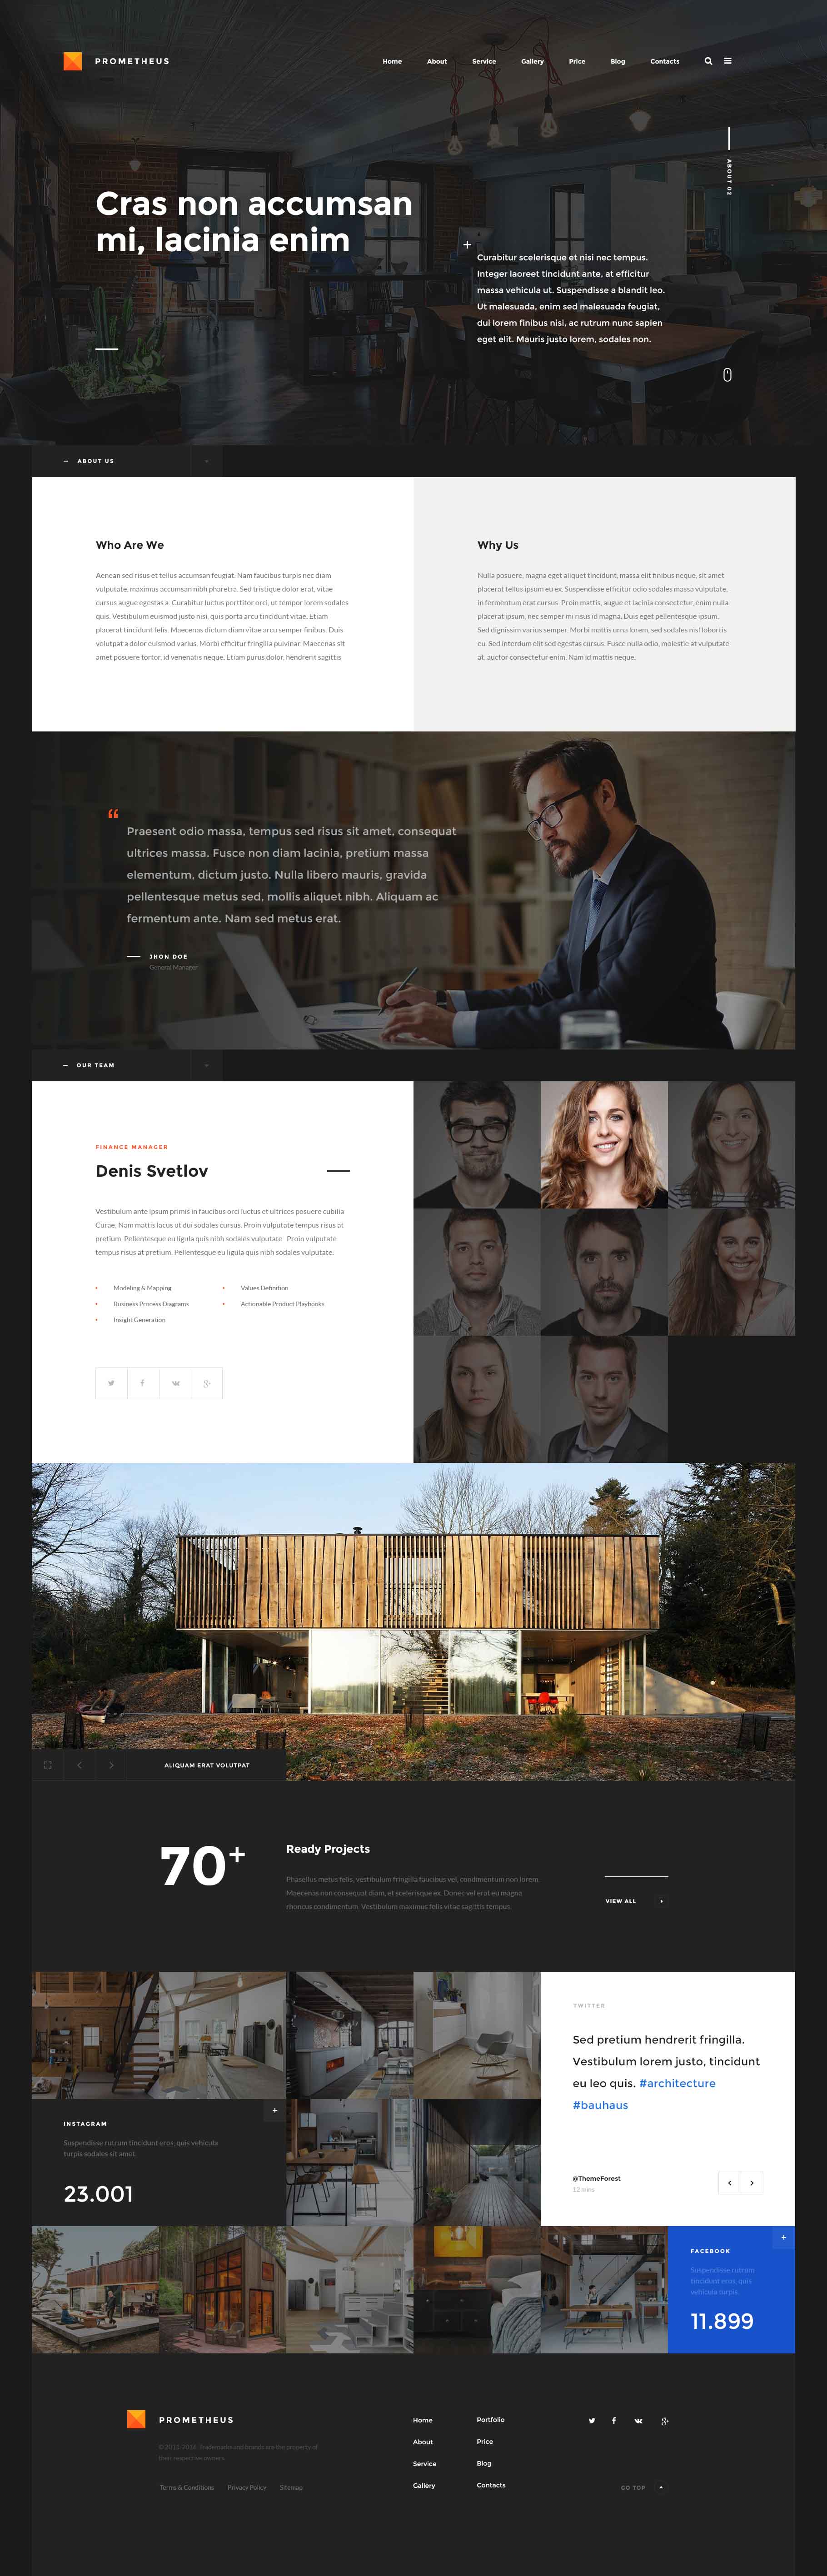 PROMETHEUS
Home About Service Gallery Price Blog Contacts
ABOUT 02
Cras non accumsan
mi, lacinia enim
+
Curabitur scelerisque et nisi nec tempus.
Integer laoreet tincidunt ante, at efficitur
massa vehicula ut. Suspendisse a blandit leo.
Ut malesuada, enim sed malesuada feugiat,
dui lorem finibus nisi, ac rutrum nunc sapien
eget elit. Mauris justo lorem, sodales non.
ABOUT US
Who Are We
Aenean sed risus et tellus accumsan feugiat. Nam faucibus turpis nec diam
vulputate, maximus accumsan nibh pharetra. Sed tristique dolor erat, vitae
cursus augue egestas a. Curabitur luctus porttitor orci, ut tempor lorem sodales
quis. Vestibulum euismod justo nisi, quis porta arcu tincidunt vitae. Etiam
placerat tincidunt felis. Maecenas dictum diam vitae arcu semper finibus. Duis
volutpat a dolor euismod varius. Morbi efficitur fringilla pulvinar. Maecenas sit
amet posuere tortor, id venenatis neque. Etiam purus dolor, hendrerit sagittis
Why Us
Nulla posuere, magna eget aliquet tincidunt, massa elit finibus neque, sit amet
placerat tellus ipsum eu ex. Suspendisse efficitur odio sodales massa vulputate,
in fermentum erat cursus. Proin mattis, augue et lacinia consectetur, enim nulla
placerat ipsum, nec semper mi risus id magna. Duis eget pellentesque ipsum.
Sed dignissim varius semper. Morbi mattis urna lorem, sed sodales nisl lobortis
eu. Sed interdum elit sed egestas cursus. Fusce nulla odio, molestie at vulputate
at, auctor consectetur enim. Nam id mattis neque.
“
Praesent odio massa, tempus sed risus sit amet, consequat
ultrices massa. Fusce non diam lacinia, pretium massa
elementum, dictum justo. Nulla libero mauris, gravida
pellentesque metus sed, mollis aliquet nibh. Aliquam ac
fermentum ante. Nam sed metus erat.
JHON DOE
General Manager
OUR TEAM
FINANCE MANAGER
Denis Svetlov
Vestibulum ante ipsum primis in faucibus orci luctus et ultrices posuere cubilia
Curae; Nam mattis lacus ut dui sodales cursus. Proin vulputate tempus risus at
pretium. Pellentesque eu ligula quis nibh sodales vulputate. Proin vulputate
tempus risus at pretium. Pellentesque eu ligula quis nibh sodales vulputate.
Modeling & Mapping
Business Process Diagrams
Insight Generation
Values Definition
Actionable Product Playbooks
ALIQUAM ERAT VOLUTPAT
70+
Ready Projects
Phasellus metus felis, vestibulum fringilla faucibus vel, condimentum non lorem.
Maecenas non consequat diam, et scelerisque ex. Donec vel erat eu magna
rhoncus condimentum. Vestibulum maximus felis vitae sagittis tempus.
VIEW ALL
TWITTER
Sed pretium hendrerit fringilla.
Vestibulum lorem justo, tincidunt
eu leo quis. #architecture
#bauhaus
@ThemeForest
13 mins
INSTAGRAM
+
Suspendisse rutrum tincidunt eros, quis vehicula
turpis sodales sit amet.
23.001
FACEBOOK
+
Suspendisse rutrum
tincidunt eros, quis
vehicula turpis.
11.899
PROMETHEUS
© 2015-2016. Trademarks and brands are the property of
their respective owners.
Terms & Conditions Privacy Policy Sitemap
Home
About
Service
Gallery
Portfolio
Price
Blog
Contacts
GO TOP